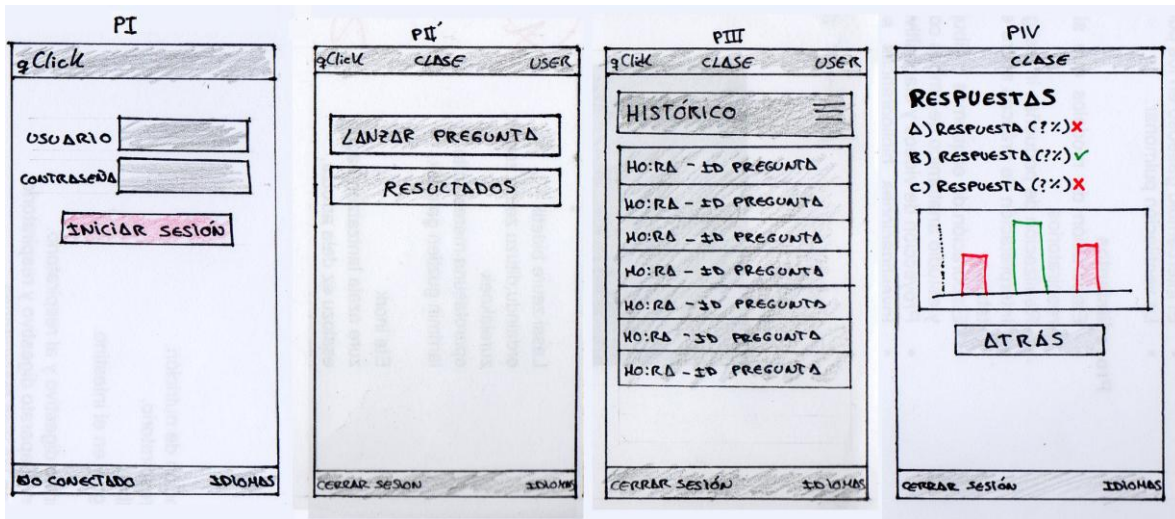 PI
qClick
USUARIO
CONTRASEÑA
INICIAR SESIÓN
NO CONECTADO IDIOMAS
PII
qClick CLASE USER
LANZAR PREGUNTA
RESULTADOS
CERRAR SESION IDIOMAS
PIII
qClick CLASE USER
HISTÓRICO
HO:RA - ID PREGUNTA
HO:RA - ID PREGUNTA
HO:RA - ID PREGUNTA
HO:RA - ID PREGUNTA
HO:RA - ID PREGUNTA
HO:RA - ID PREGUNTA
HO:RA - ID PREGUNTA
CERRAR SESIÓN IDIOMAS
PIV
CLASE
RESPUESTAS
A) RESPUESTA (?%) X
B) RESPUESTA (?%) ✓
C) RESPUESTA (?%) X
ATRÁS
CERRAR SESIÓN IDIOMAS